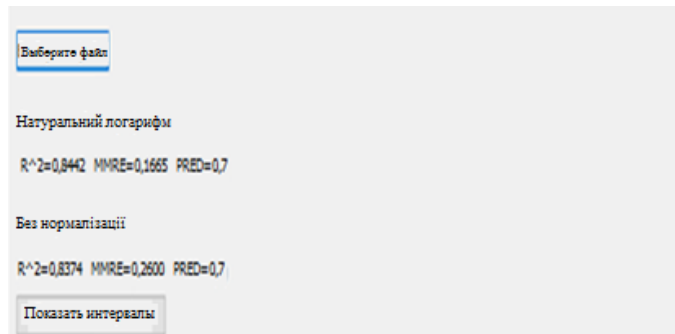 Выберите файл
Натуральний логарифм
R^2=0,8442 MMRE=0,1665 PRED=0,7
Без нормалізації
R^2=0,8374 MMRE=0,2600 PRED=0,7
Показать интервалы